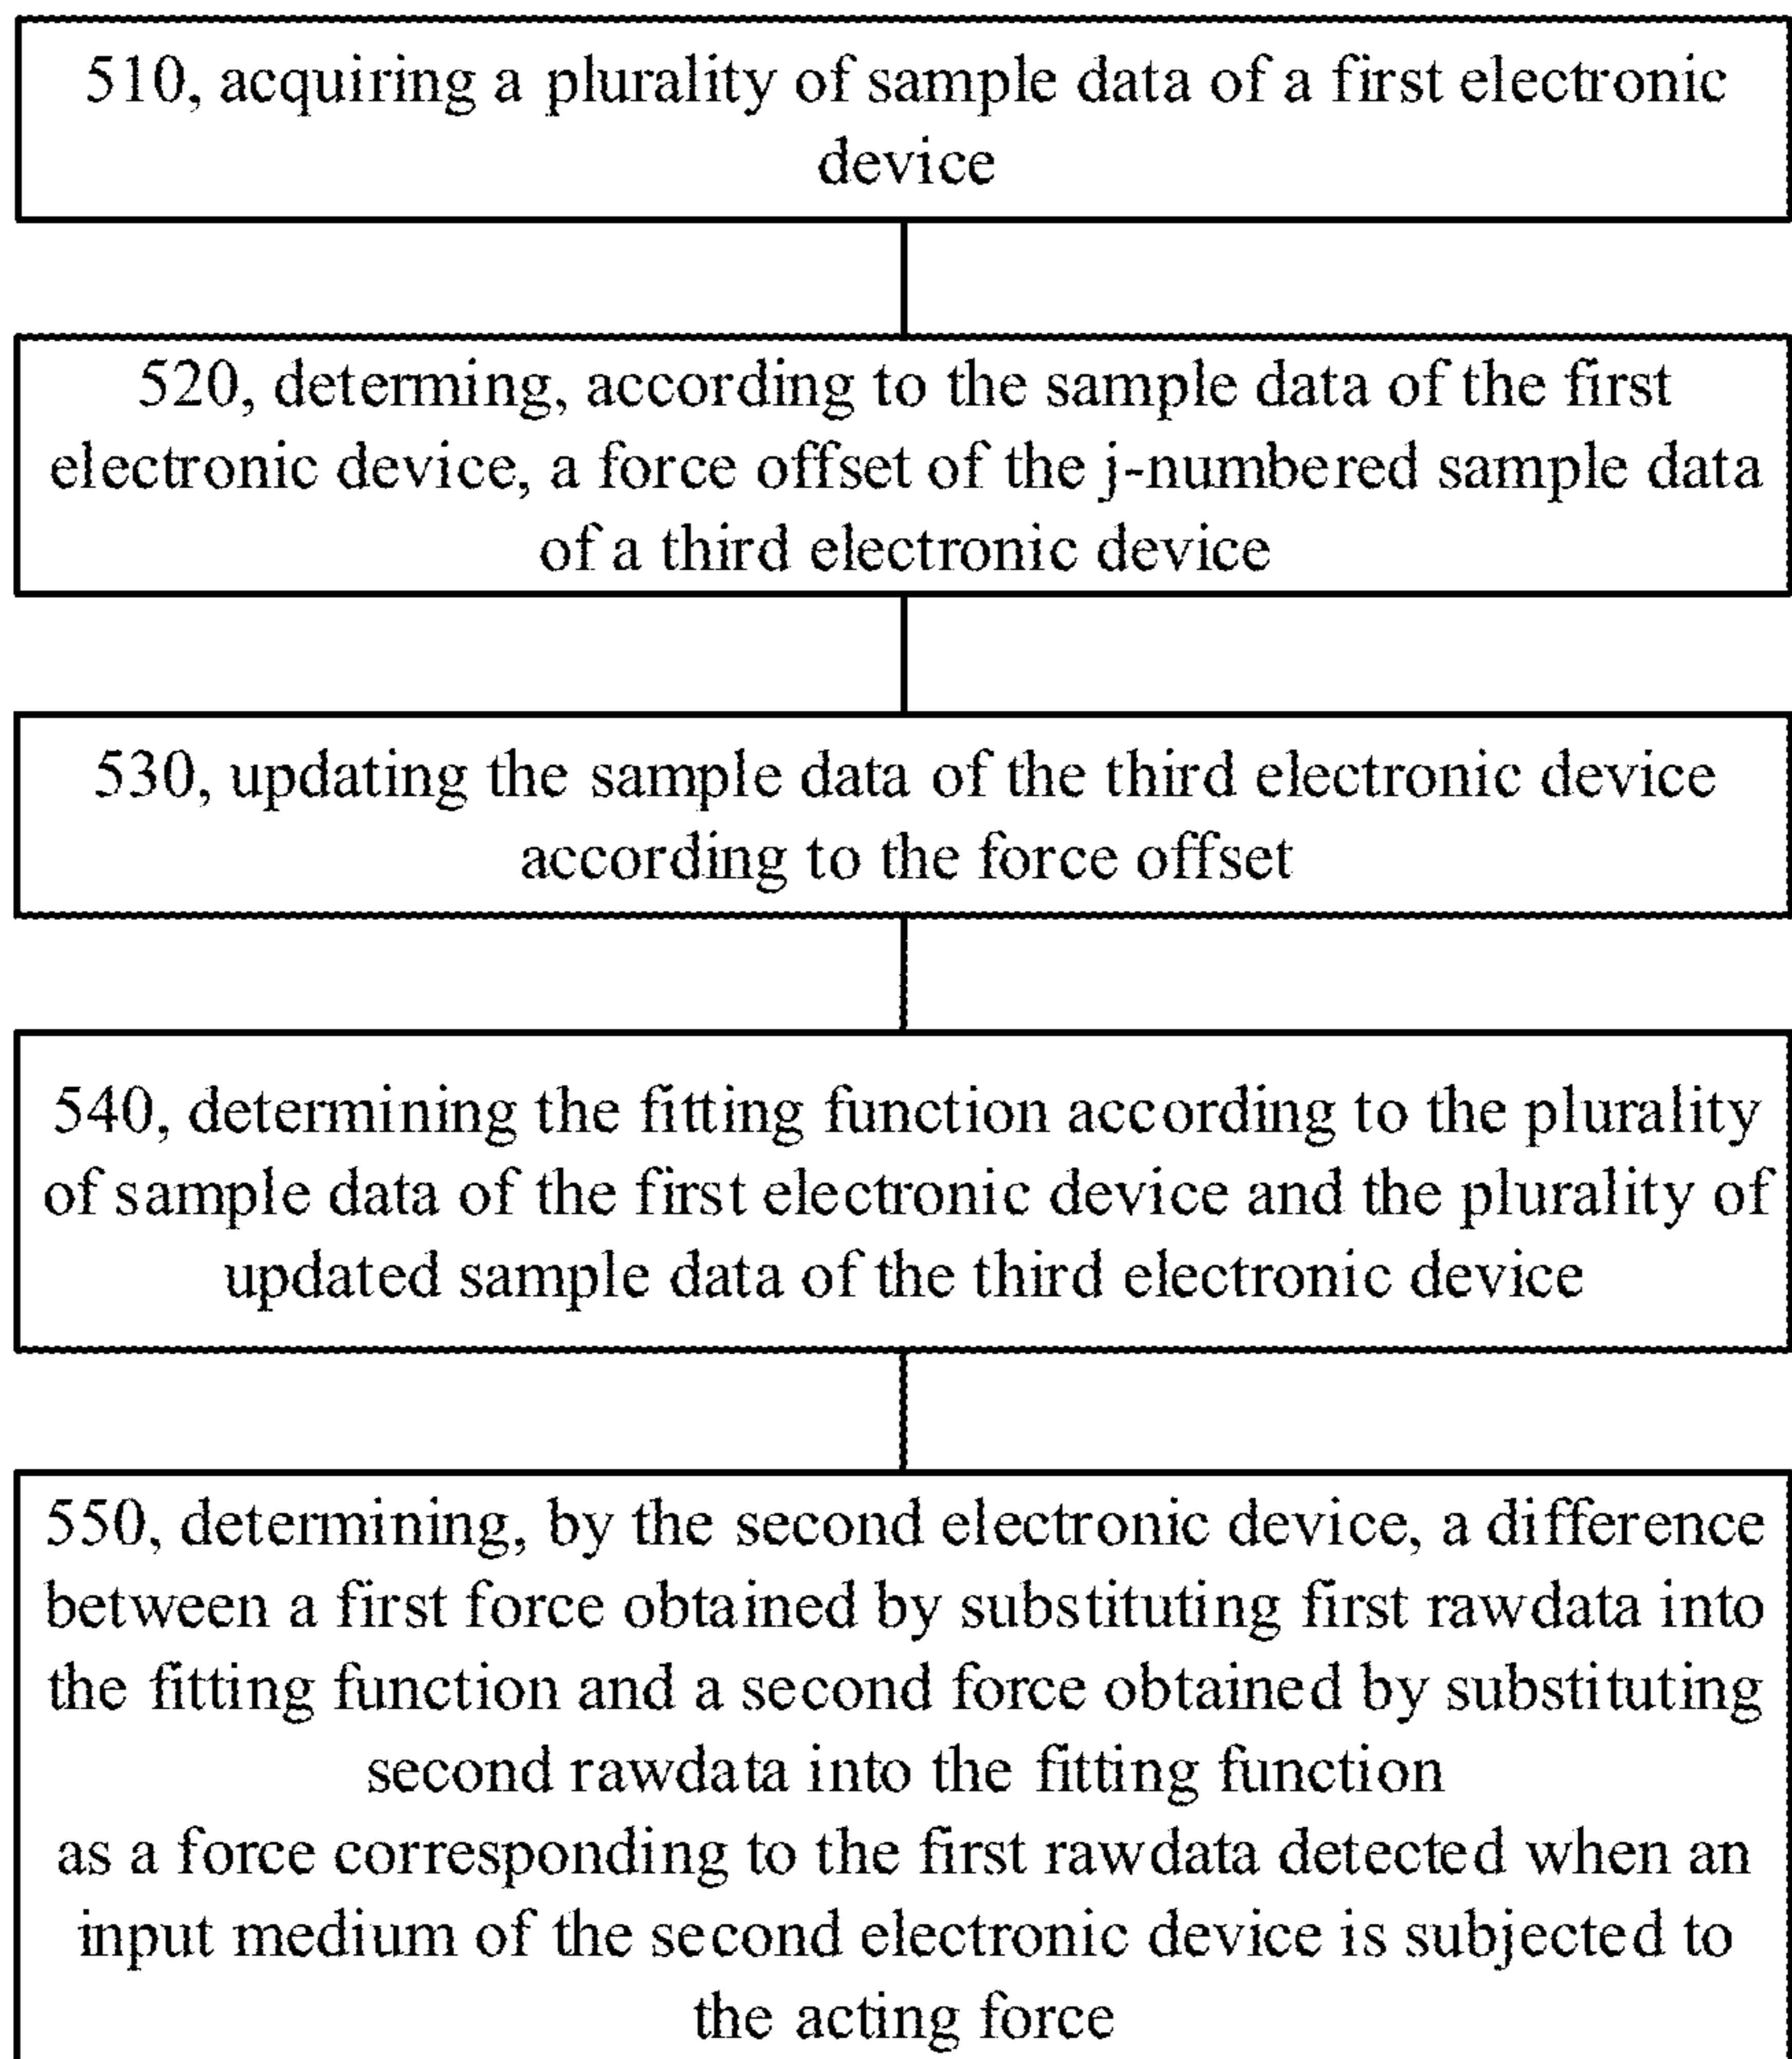 510, acquiring a plurality of sample data of a first electronic
device
520, determing, according to the sample data of the first
electronic device, a force offset of the j-numbered sample data
of a third electronic device
530, updating the sample data of the third electronic device
according to the force offset
540, determining the fitting function according to the plurality
of sample data of the first electronic device and the plurality of
updated sample data of the third electronic device
550, determining, by the second electronic device, a difference
between a first force obtained by substituting first rawdata into
the fitting function and a second force obtained by substituting
second rawdata into the fitting function
as a force corresponding to the first rawdata detected when an
input medium of the second electronic device is subjected to
the acting force